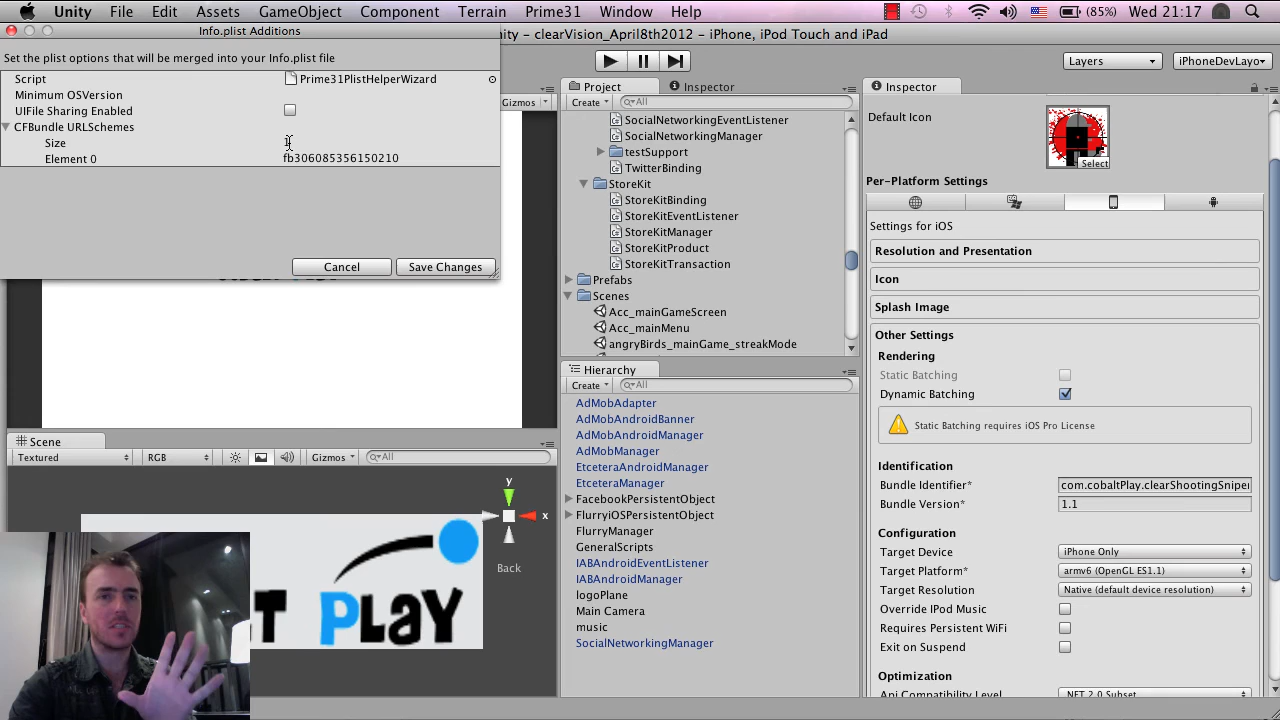 Unity File Edit Assets GameObject Component Terrain Prime31 Window Help (85%) Wed 21:17
Info.plist Additions
nity - clearVision_April8th2012 - iPhone, iPod Touch and iPad
Set the plist options that will be merged into your Info.plist file
Script Prime31PlistHelperWizard
Minimum OSVersion
UIFile Sharing Enabled
CFBundle URLSchemes
Size 1
Element 0 fb306085356150210
Cancel Save Changes
Gizmos
Layers iPhoneDevLayo
Project Inspector
Create All
SocialNetworkingEventListener
SocialNetworkingManager
testSupport
TwitterBinding
StoreKit
StoreKitBinding
StoreKitEventListener
StoreKitManager
StoreKitProduct
StoreKitTransaction
Prefabs
Scenes
Acc_mainGameScreen
Acc_mainMenu
angryBirds_mainGame_streakMode
Hierarchy
Create All
AdMobAdapter
AdMobAndroidBanner
AdMobAndroidManager
AdMobManager
EtceteraAndroidManager
EtceteraManager
FacebookPersistentObject
FlurryiOSPersistentObject
FlurryManager
GeneralScripts
IABAndroidEventListener
IABAndroidManager
logoPlane
Main Camera
music
SocialNetworkingManager
Scene
Textured RGB Gizmos All
y
x
Back
T PLAY
Inspector
Default Icon
Select
Per-Platform Settings
Settings for iOS
Resolution and Presentation
Icon
Splash Image
Other Settings
Rendering
Static Batching
Dynamic Batching
Static Batching requires iOS Pro License
Identification
Bundle Identifier* com.cobaltPlay.clearShootingSniper
Bundle Version* 1.1
Configuration
Target Device iPhone Only
Target Platform* armv6 (OpenGL ES1.1)
Target Resolution Native (default device resolution)
Override IPod Music
Requires Persistent WiFi
Exit on Suspend
Optimization
Api Compatibility Level .NET 2.0 Subset